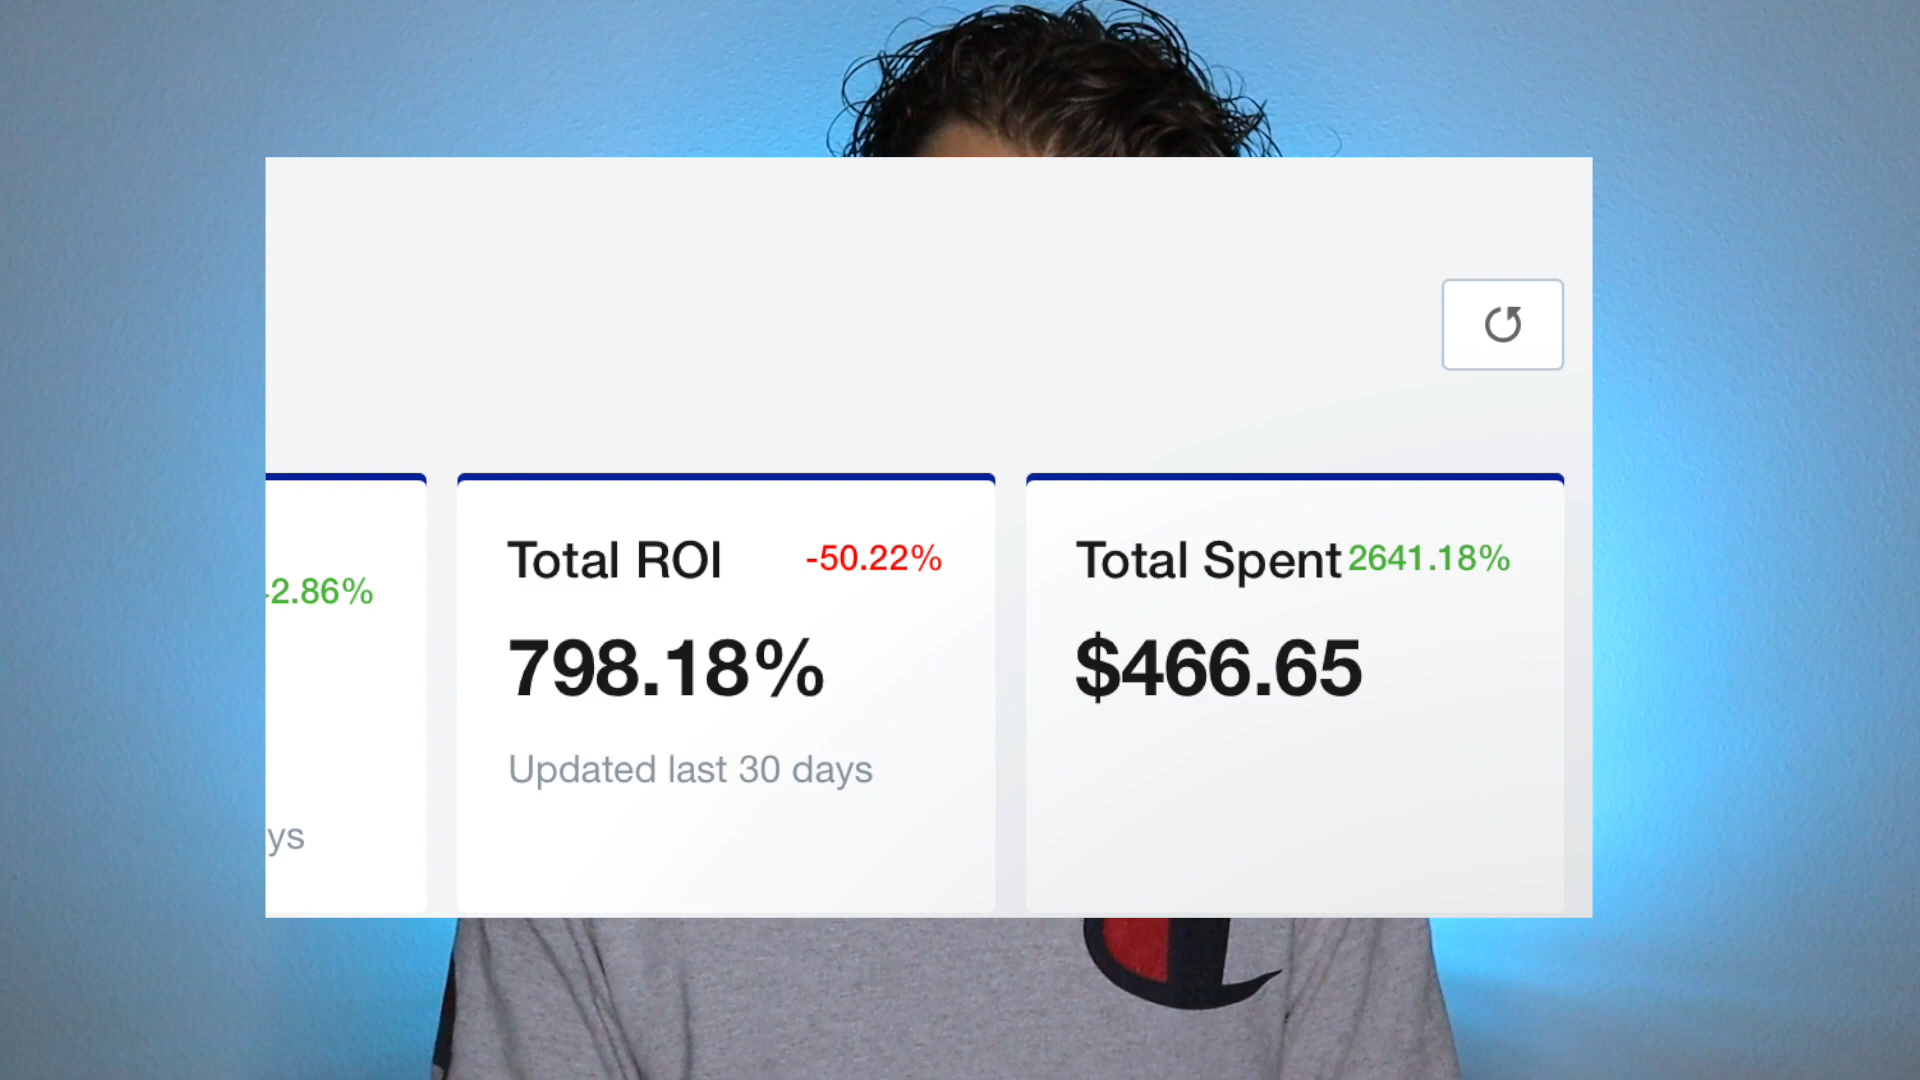 2.86%
ys
Total ROI -50.22%
798.18%
Updated last 30 days
Total Spent 2641.18%
$466.65